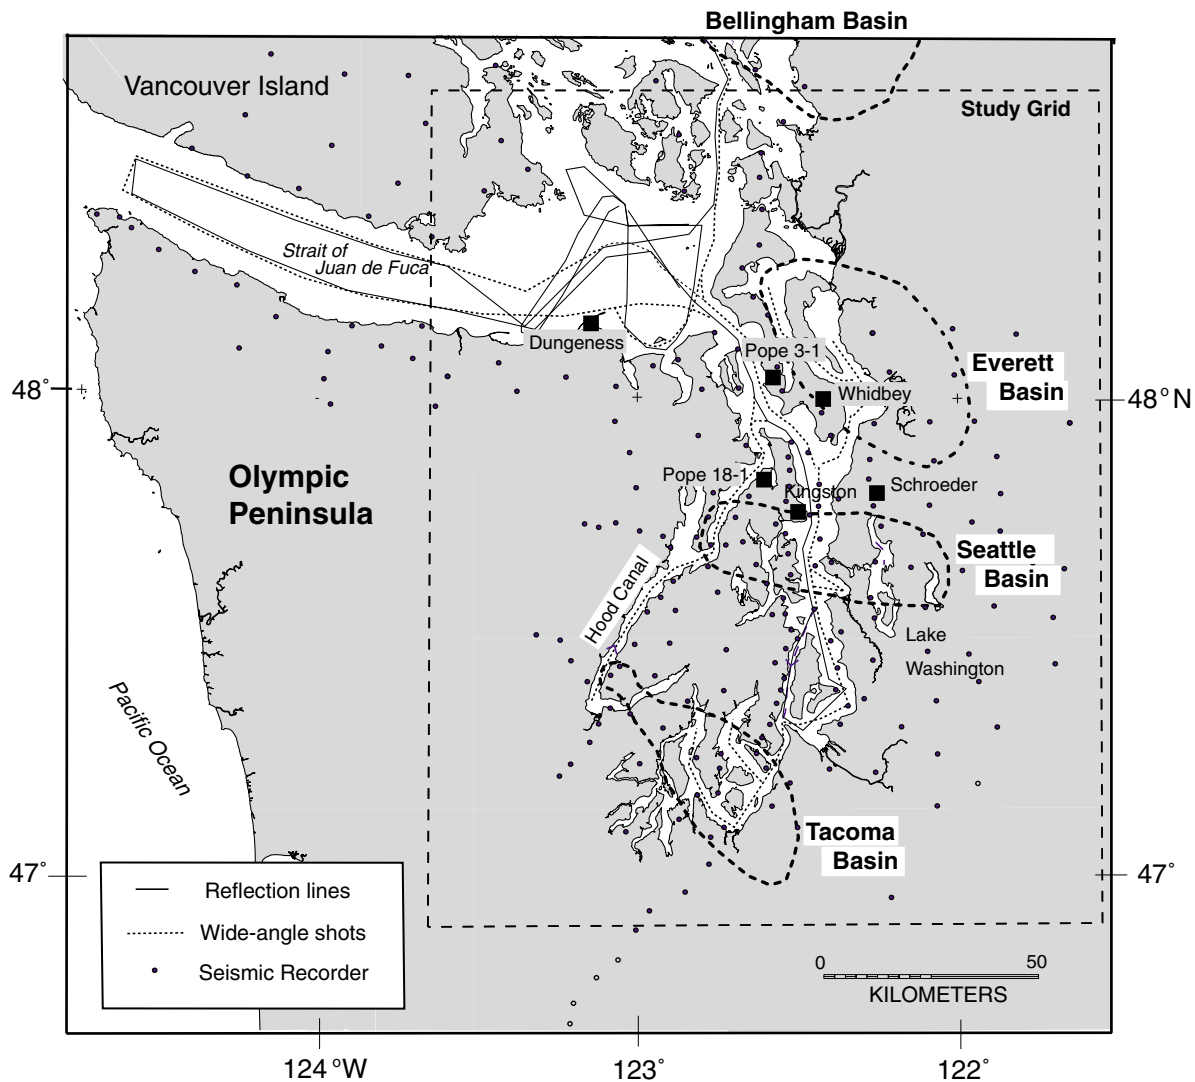 Bellingham Basin
Vancouver Island
Study Grid
Strait of
Juan de Fuca
Dungeness
Pope 3-1
Everett
Basin
Whidbey
48°
48° N
Olympic
Peninsula
Pope 18-1
Kingston
Schroeder
Seattle
Basin
Hood Canal
Lake
Washington
Pacific Ocean
Tacoma
Basin
47°
47°
Reflection lines
Wide-angle shots
Seismic Recorder
0 50
KILOMETERS
124 °W
123°
122°